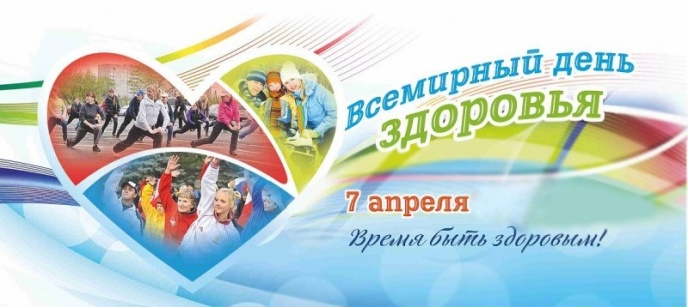 Всемирный день
здоровья
7 апреля
Время быть здоровым!